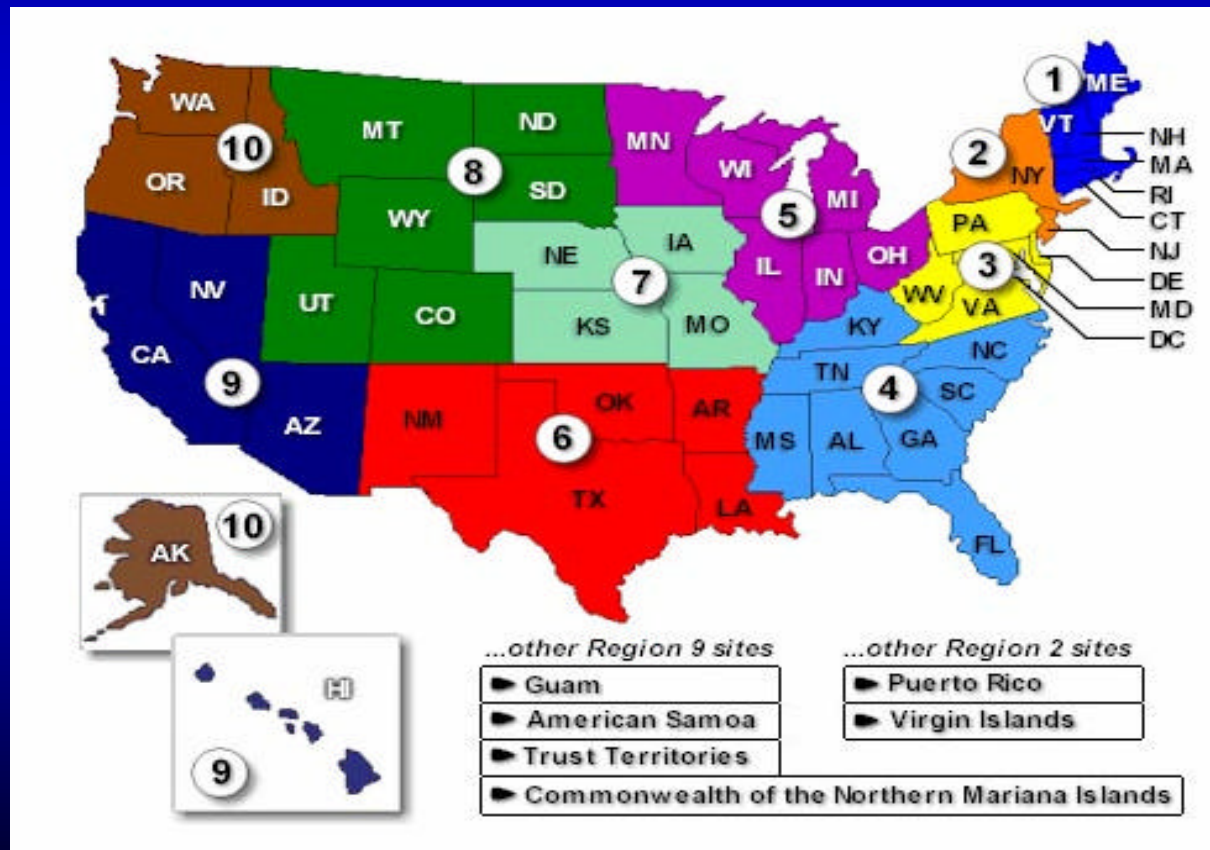 1
ME
WA
MT
ND
MN
VT
NH
10
2
MA
8
WI
NY
RI
OR
ID
SD
5
MI
CT
WY
PA
NJ
IA
NE
7
OH
3
DE
NV
IL
IN
WV
MD
UT
CO
KS
MO
KY
VA
DC
CA
NC
9
TN
4
SC
AZ
NM
OK
AR
6
MS
AL
GA
TX
LA
FL
10
AK
HI
9
...other Region 9 sites
Guam
American Samoa
Trust Territories
Commonwealth of the Northern Mariana Islands
...other Region 2 sites
Puerto Rico
Virgin Islands